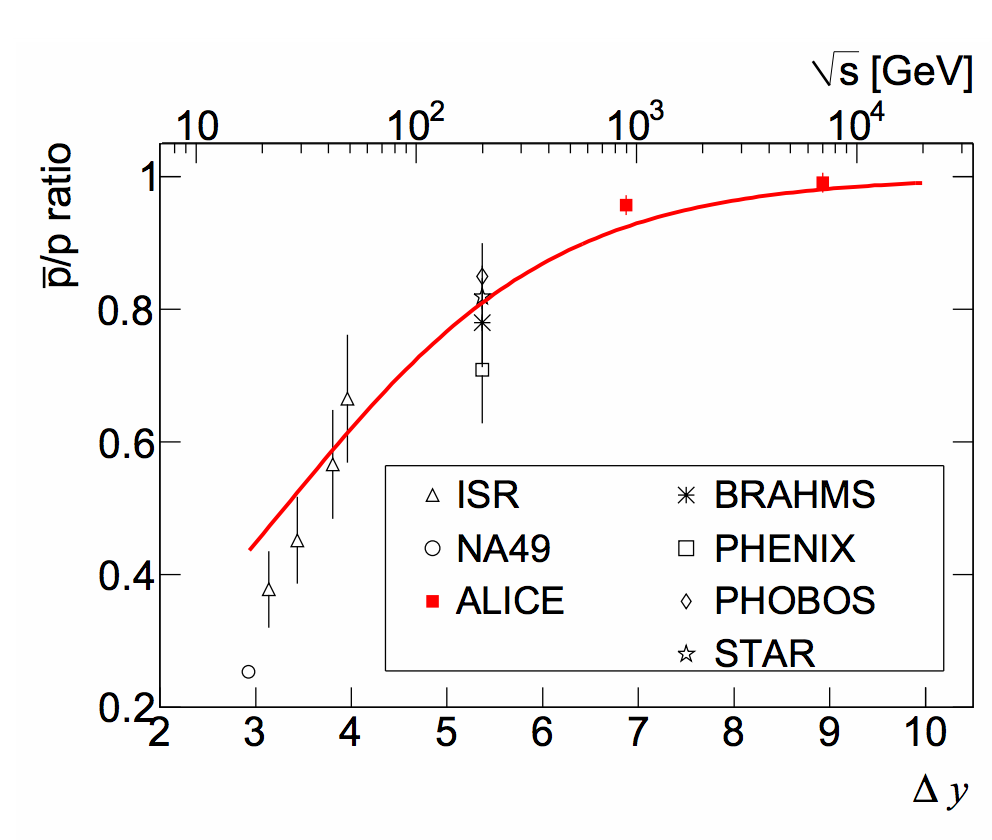 √s [GeV]
10 10² 10³ 10⁴
p̅/p ratio
1
0.8
0.6
0.4
0.2
ISR BRAHMS
NA49 PHENIX
ALICE PHOBOS
STAR
2 3 4 5 6 7 8 9 10
Δ y